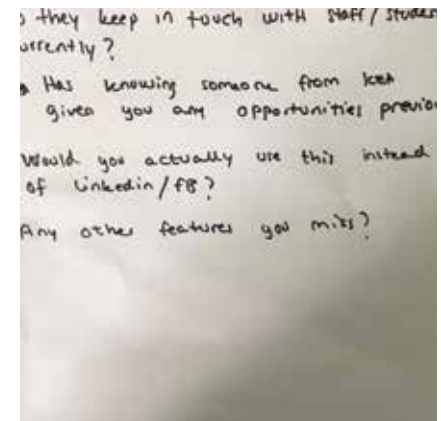 they keep in touch with staff/studen
urrently?
Has knowing someone from kea
given you any opportunities previou
Would you actually use this instead
of Linkedin/FB?
Any other features you miss?